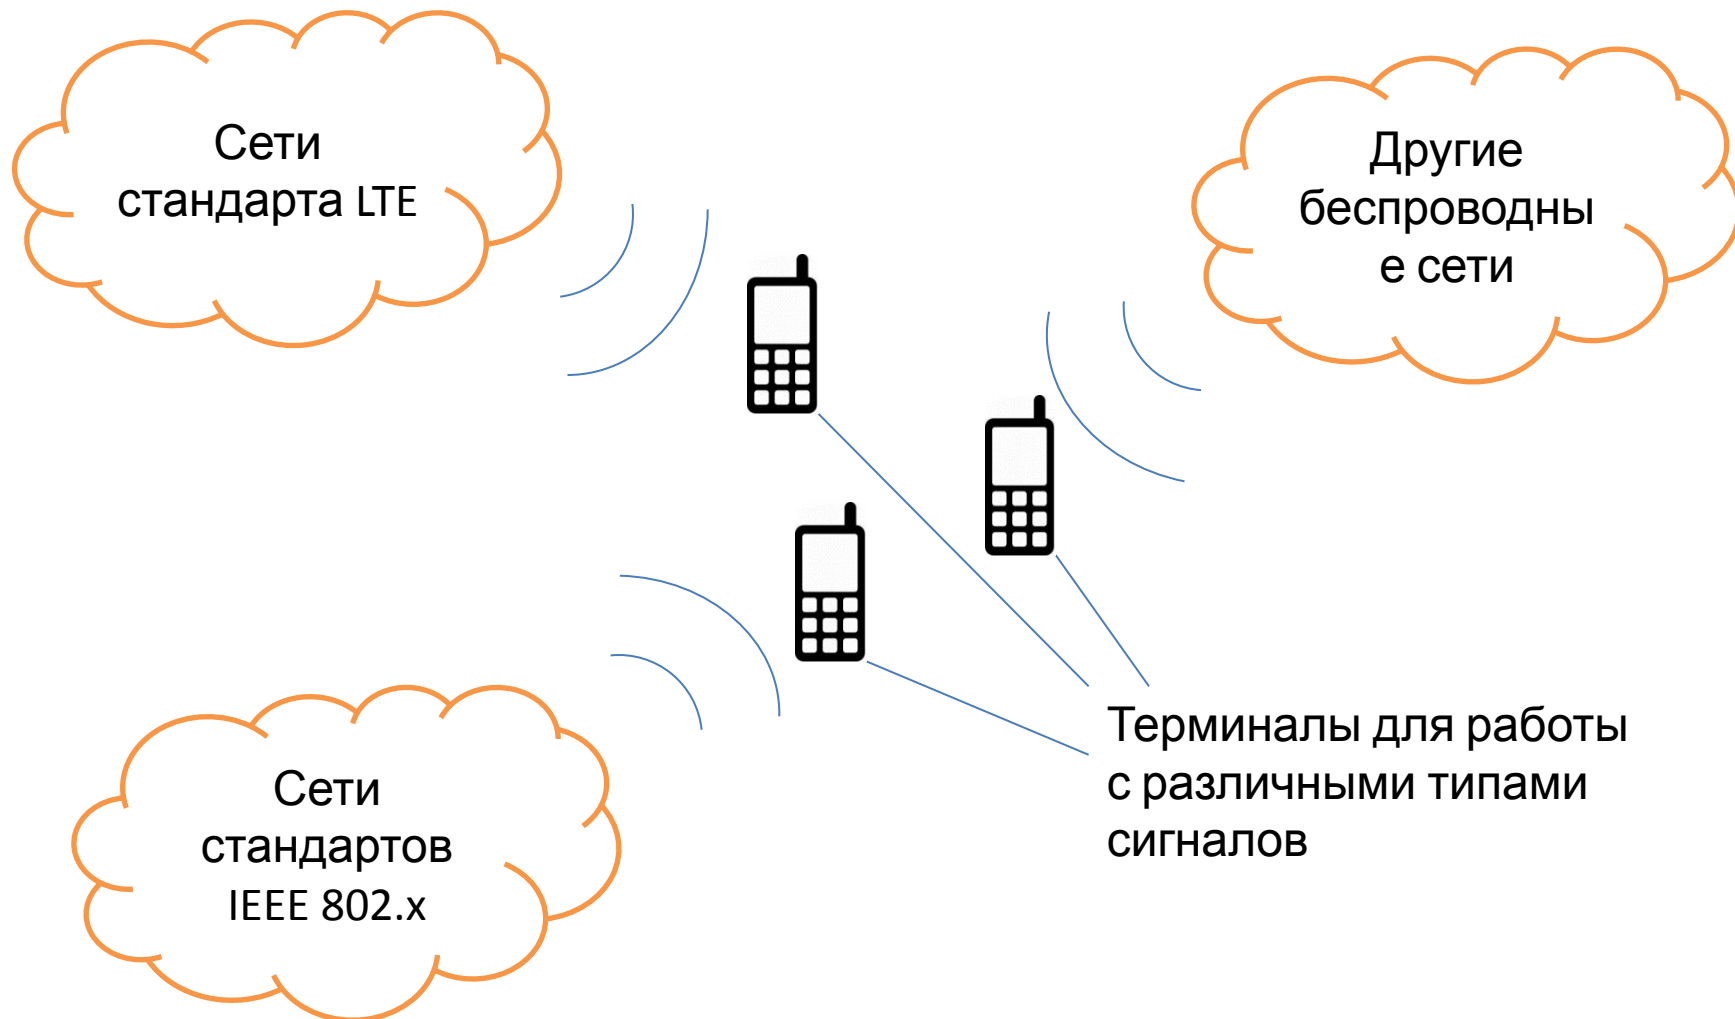 Сети
стандарта LTE
Другие
беспроводны
е сети
Сети
стандартов
IEEE 802.x
Терминалы для работы
с различными типами
сигналов